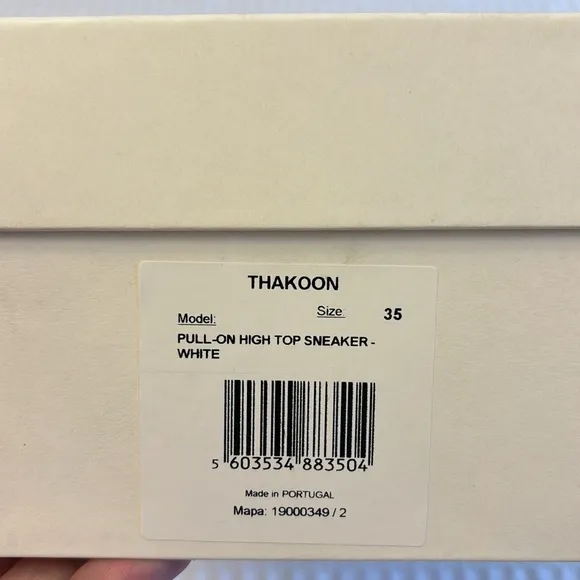 THAKOON
Model: Size: 35
PULL-ON HIGH TOP SNEAKER -
WHITE
5 603534 883504
Made in PORTUGAL
Mapa: 19000349 / 2